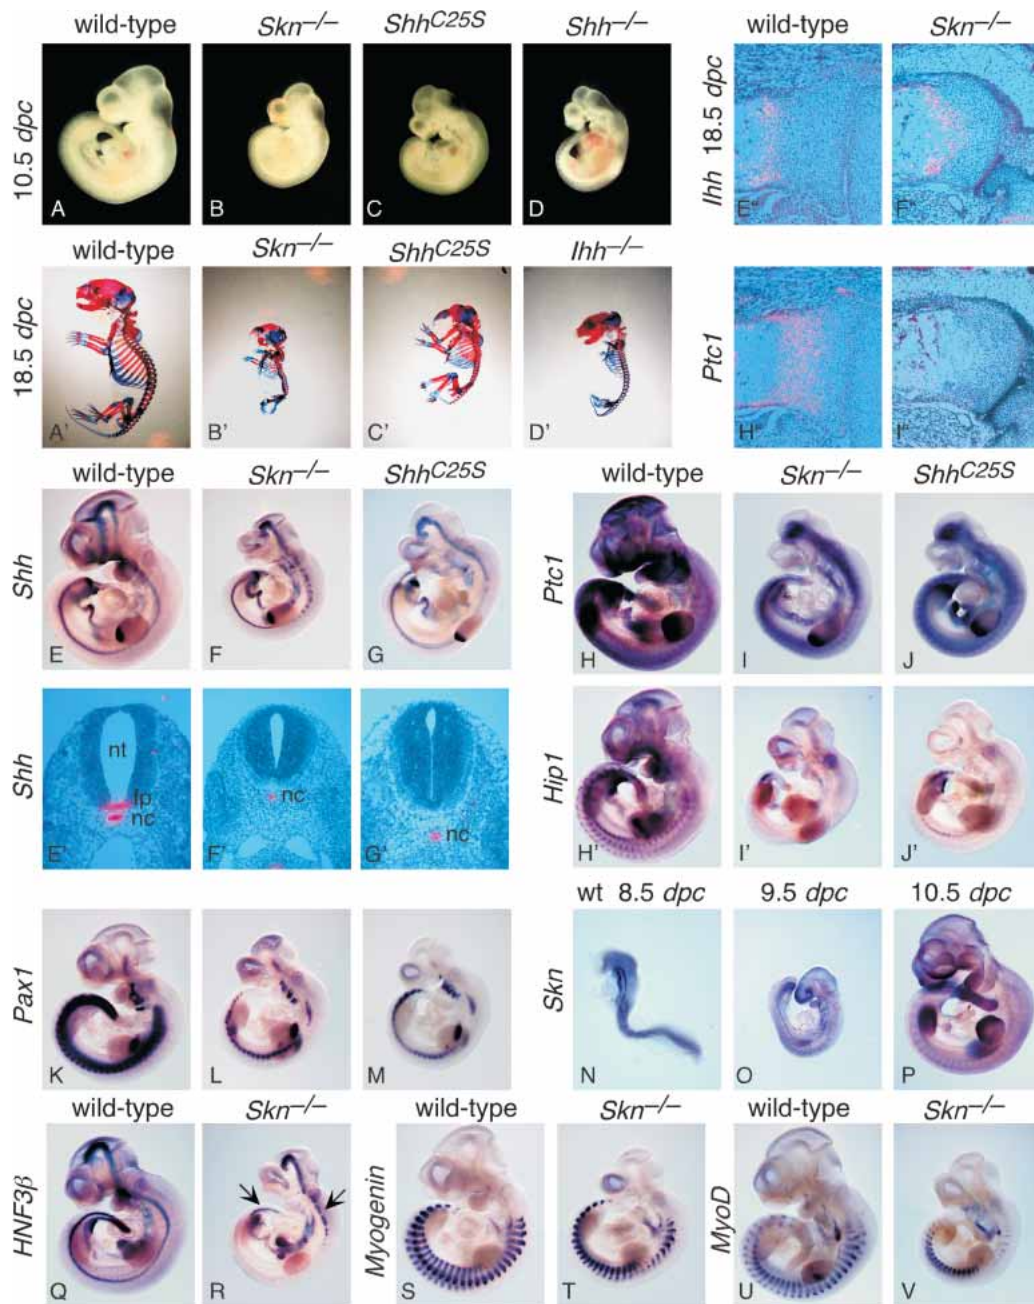 wild-type Skn−/− ShhC25S Shh−/− wild-type Skn−/−
10.5 dpc
A B C D
Ihh 18.5 dpc
E" F"
wild-type Skn−/− ShhC25S Ihh−/−
18.5 dpc
A' B' C' D'
Ptc1
H" I"
wild-type Skn−/− ShhC25S wild-type Skn−/− ShhC25S
Shh
E F G
Ptc1
H I J
Shh
nt
fp
nc nc nc
E' F' G'
Hip1
H' I' J'
wt 8.5 dpc 9.5 dpc 10.5 dpc
Pax1
K L M
Skn
N O P
wild-type Skn−/− wild-type Skn−/− wild-type Skn−/−
HNF3β
Q R
Myogenin
S T
MyoD
U V